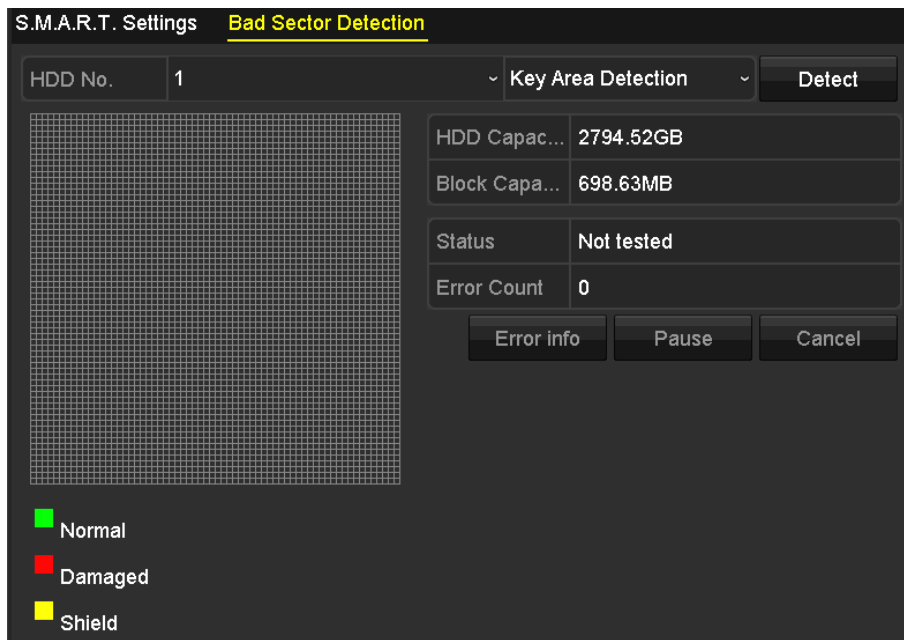 S.M.A.R.T. Settings Bad Sector Detection
HDD No. 1 Key Area Detection Detect
HDD Capac... 2794.52GB
Block Capa... 698.63MB
Status Not tested
Error Count 0
Error info Pause Cancel
Normal
Damaged
Shield